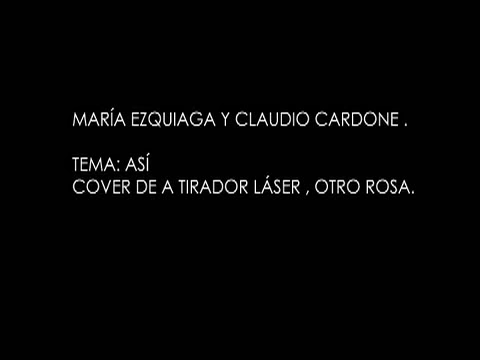 MARÍA EZQUIAGA Y CLAUDIO CARDONE .
TEMA: ASÍ
COVER DE A TIRADOR LÁSER , OTRO ROSA.